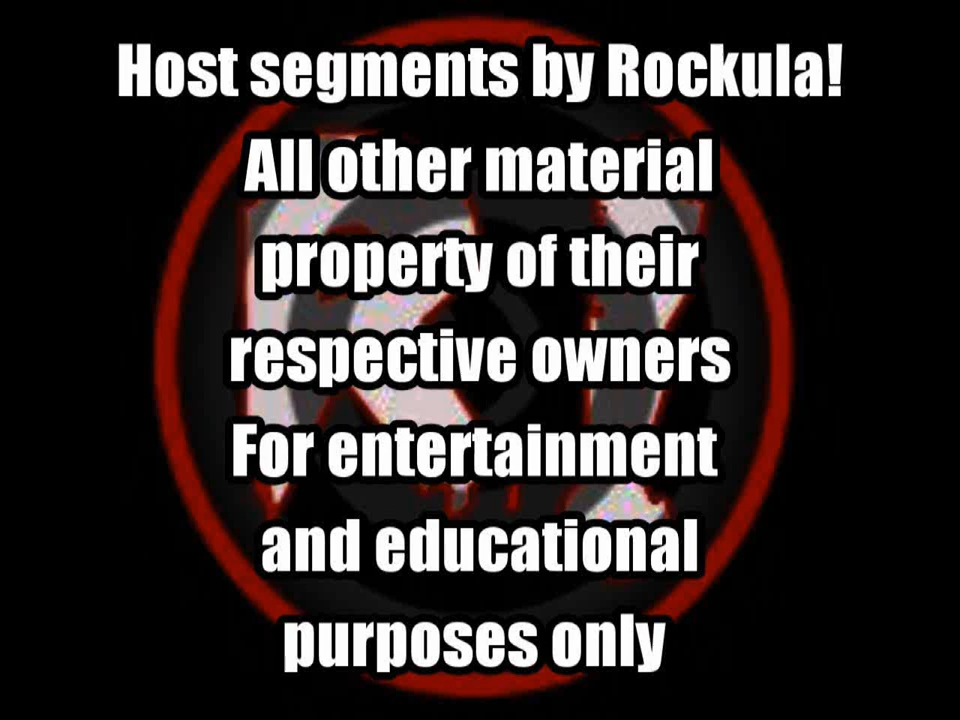 Host segments by Rockula!
All other material
property of their
respective owners
For entertainment
and educational
purposes only